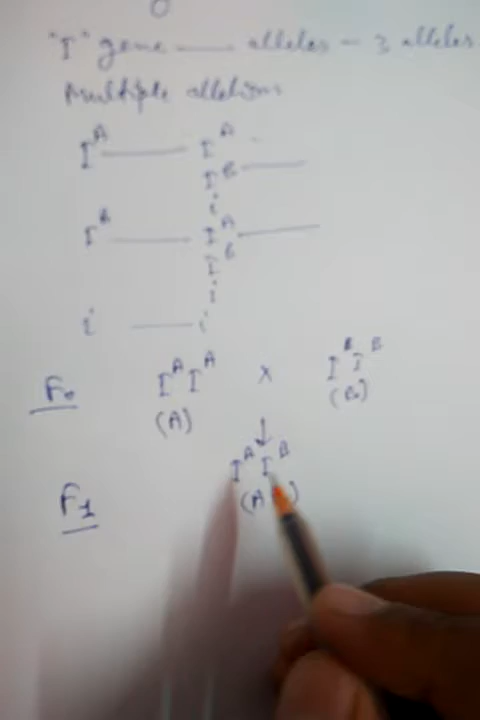 "I" gene — alleles - 3 alleles
Multiple allelism
I^A — I^A
I^B —
i
I^B — I^A —
I^B
i
i — i
F₀ I^A I^A × I^B I^B
(A) (B)
↓
F₁ I^A I^B
(A